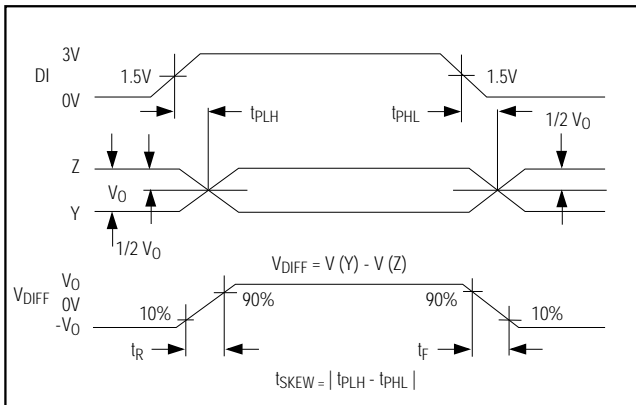 3V
DI
1.5V
1.5V
0V
tPLH
tPHL
1/2 VO
Z
VO
Y
1/2 VO
VDIFF = V (Y) - V (Z)
VO
VDIFF
0V
-VO
10%
90%
90%
10%
tR
tF
tSKEW = | tPLH - tPHL |